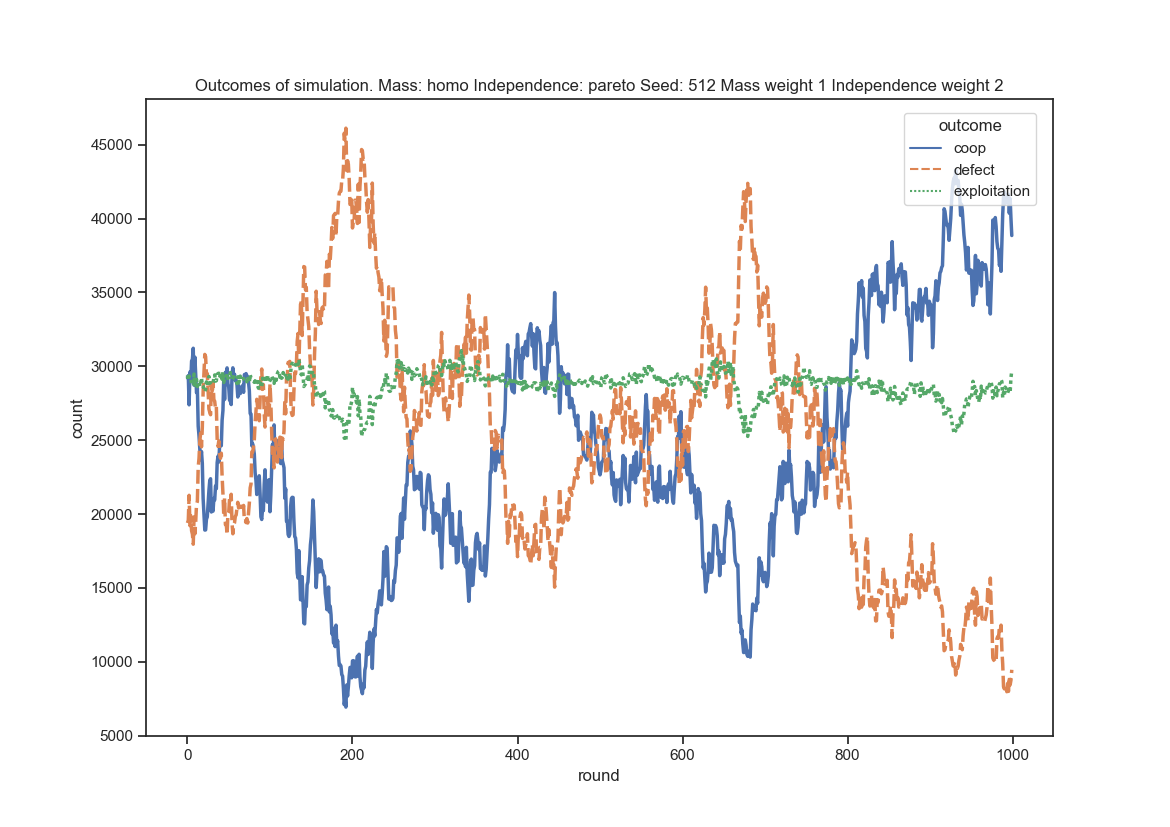 Outcomes of simulation. Mass: homo Independence: pareto Seed: 512 Mass weight 1 Independence weight 2
outcome
coop
defect
exploitation
45000
40000
35000
30000
25000
20000
15000
10000
5000
count
0 200 400 600 800 1000
round